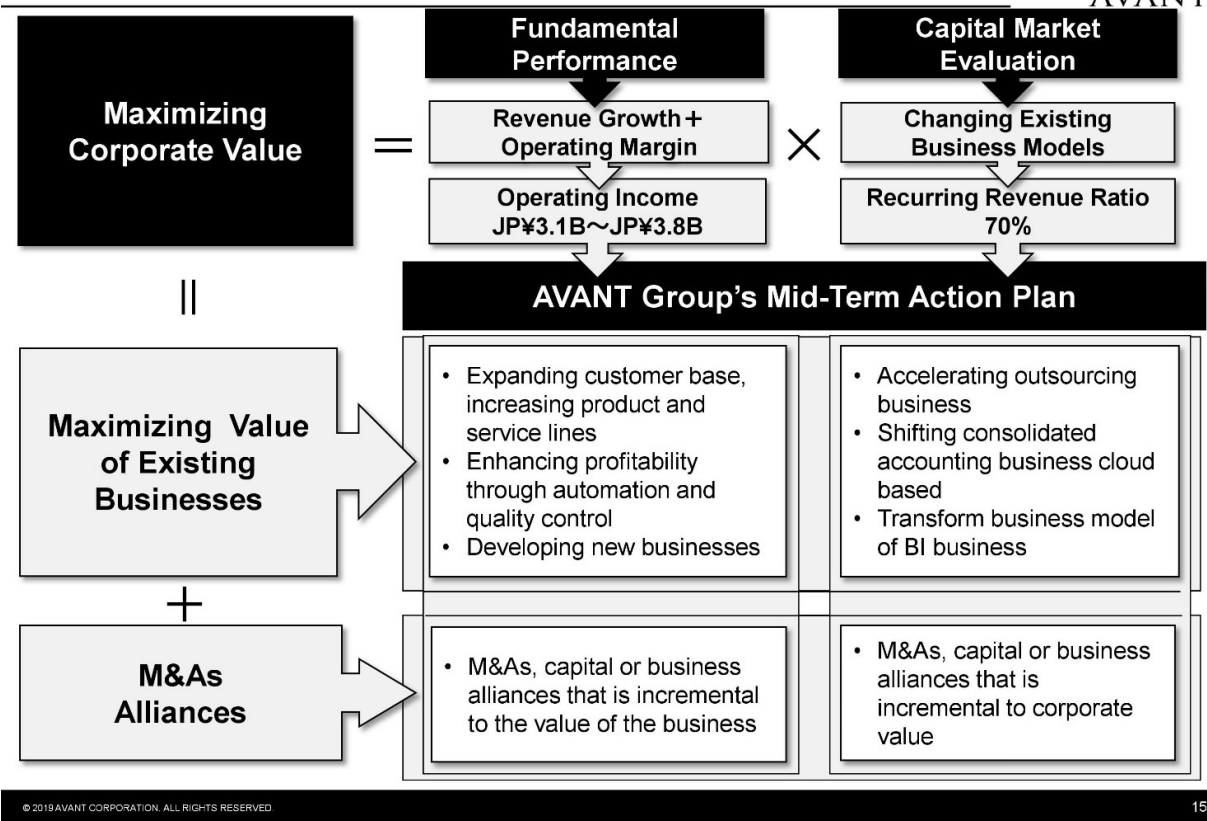 AVANT
Fundamental
Performance
Capital Market
Evaluation
Maximizing
Corporate Value
=
Revenue Growth+
Operating Margin
×
Changing Existing
Business Models
Operating Income
JP¥3.1B～JP¥3.8B
Recurring Revenue Ratio
70%
||
AVANT Group's Mid-Term Action Plan
Maximizing Value
of Existing
Businesses
• Expanding customer base,
increasing product and
service lines
• Enhancing profitability
through automation and
quality control
• Developing new businesses
• Accelerating outsourcing
business
• Shifting consolidated
accounting business cloud
based
• Transform business model
of BI business
+
M&As
Alliances
• M&As, capital or business
alliances that is incremental
to the value of the business
• M&As, capital or business
alliances that is
incremental to corporate
value
© 2019 AVANT CORPORATION. ALL RIGHTS RESERVED.
15